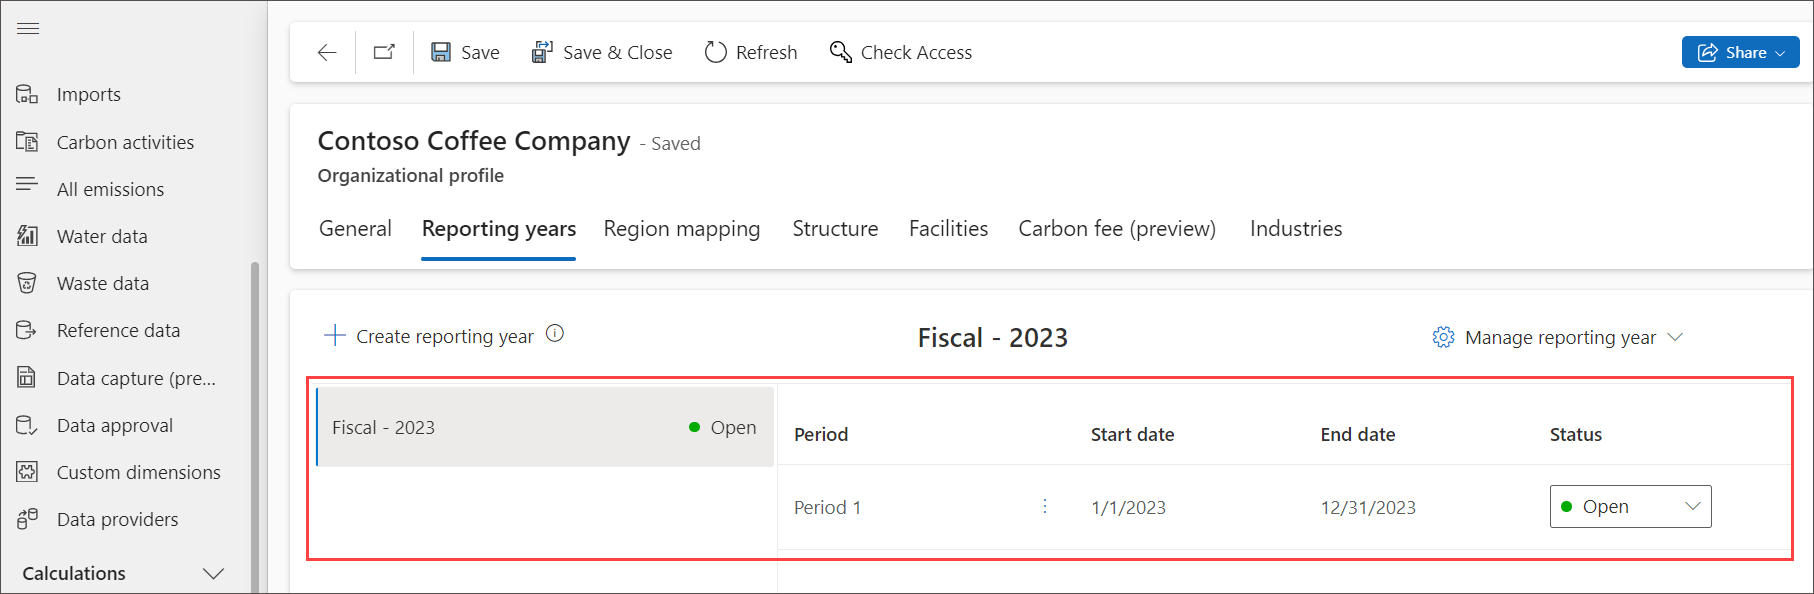 Imports
Carbon activities
All emissions
Water data
Waste data
Reference data
Data capture (pre...
Data approval
Custom dimensions
Data providers
Calculations
Save
Save & Close
Refresh
Check Access
Share
Contoso Coffee Company - Saved
Organizational profile
General Reporting years Region mapping Structure Facilities Carbon fee (preview) Industries
Create reporting year
Fiscal - 2023
Manage reporting year
Fiscal - 2023 Open
Period Start date End date Status
Period 1 1/1/2023 12/31/2023 Open